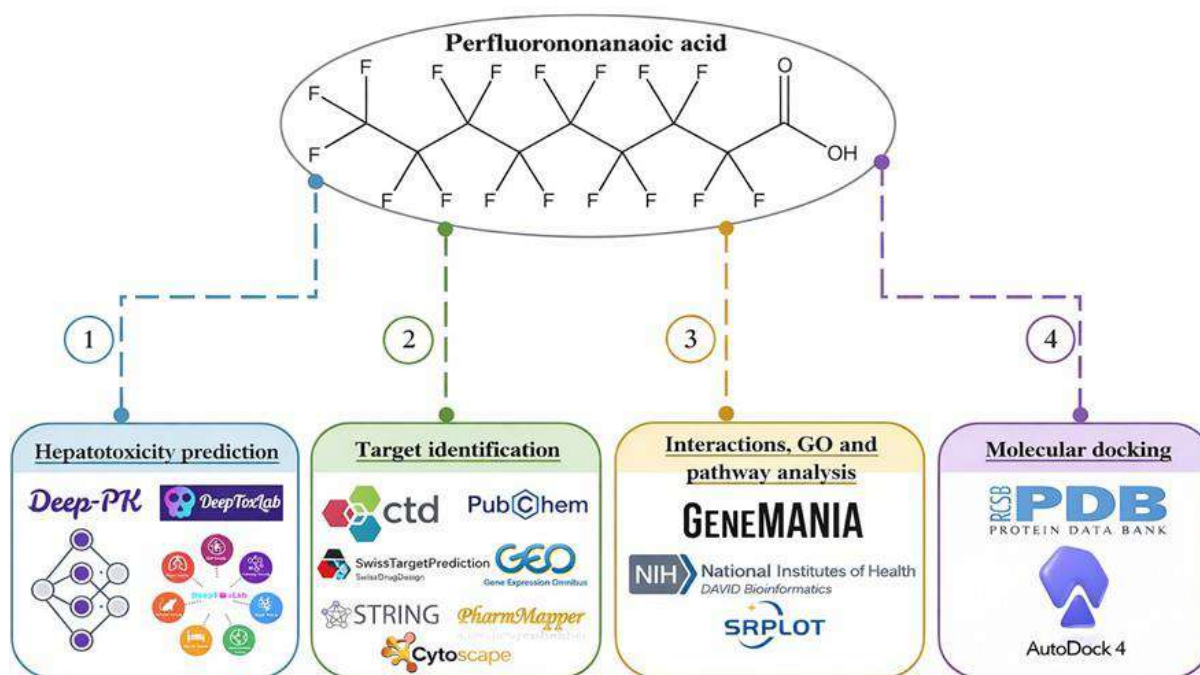 Perfluorononanaoic acid
O
F F F F F F F
F
F
OH
F F F F F F F F
1
2
3
4
Hepatotoxicity prediction
Deep-PK
DeepToxLab
Target identification
ctd
PubChem
SwissTargetPrediction
SwissDrugDesign
GEO
Gene Expression Omnibus
STRING
PharmMapper
Cytoscape
Interactions, GO and
pathway analysis
GENEMANIA
NIH National Institutes of Health
DAVID Bioinformatics
SRPLOT
Molecular docking
RCSB
PDB
PROTEIN DATA BANK
AutoDock 4